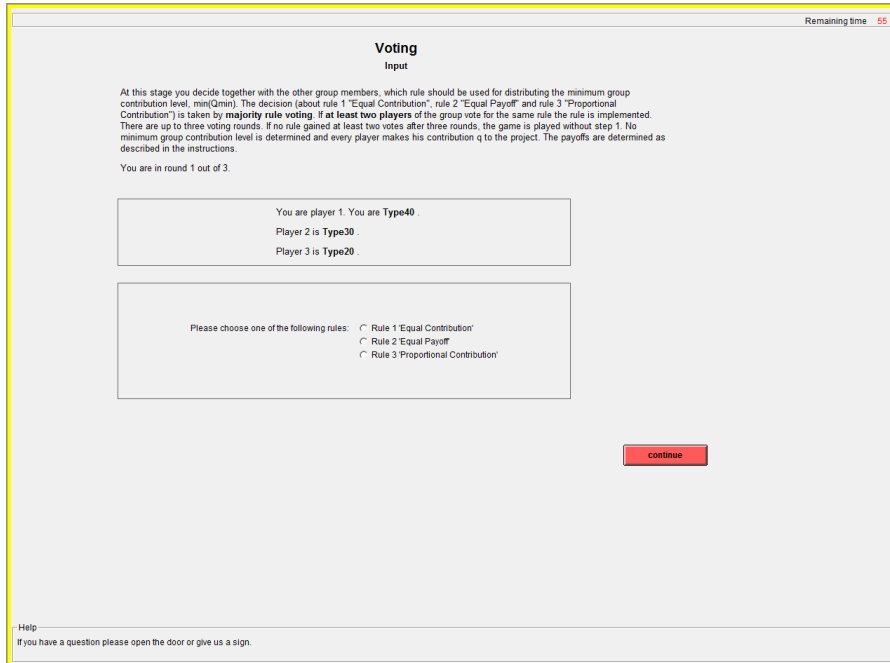 Remaining time 55
Voting
Input
At this stage you decide together with the other group members, which rule should be used for distributing the minimum group
contribution level, min(Qmin). The decision (about rule 1 "Equal Contribution", rule 2 "Equal Payoff" and rule 3 "Proportional
Contribution") is taken by majority rule voting. If at least two players of the group vote for the same rule the rule is implemented.
There are up to three voting rounds. If no rule gained at least two votes after three rounds, the game is played without step 1. No
minimum group contribution level is determined and every player makes his contribution q to the project. The payoffs are determined as
described in the instructions.
You are in round 1 out of 3.
You are player 1. You are Type40 .
Player 2 is Type30 .
Player 3 is Type20 .
Please choose one of the following rules: Rule 1 'Equal Contribution'
Rule 2 'Equal Payoff'
Rule 3 'Proportional Contribution'
continue
Help
If you have a question please open the door or give us a sign.